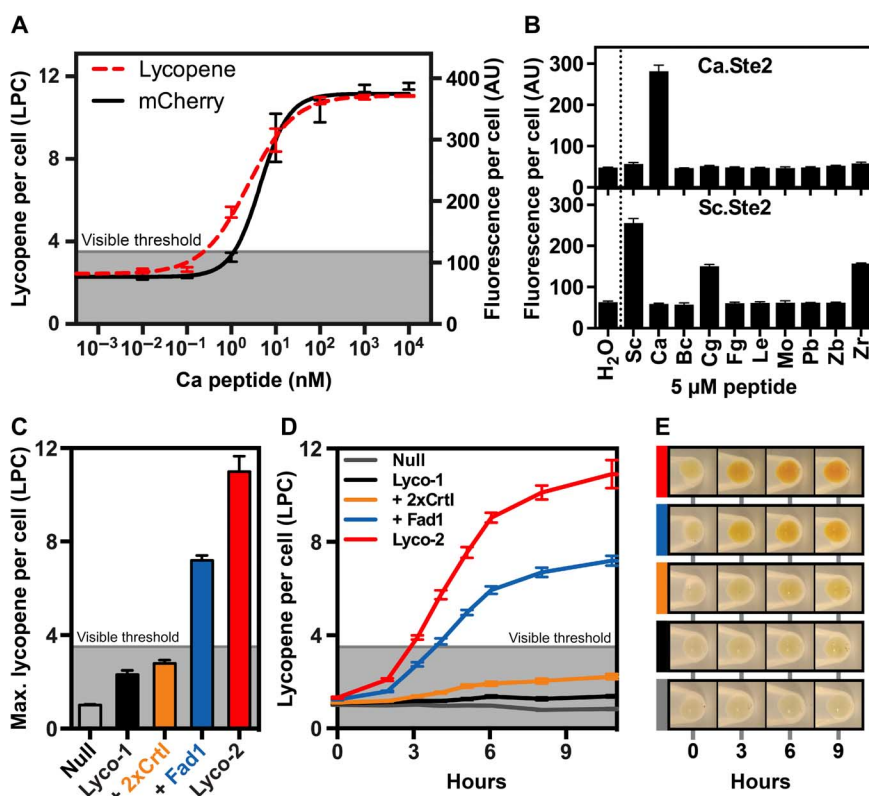 A
Lycopene per cell (LPC)
12
9
6
3
0
Lycopene
mCherry
Visible threshold
400
300
200
100
0
Fluorescence per cell (AU)
10⁻³ 10⁻² 10⁻¹ 10⁰ 10¹ 10² 10³ 10⁴
Ca peptide (nM)
B
Fluorescence per cell (AU)
Ca.Ste2
300
200
100
0
Sc.Ste2
300
200
100
0
H₂O Sc Ca Bc Cg Fg Le Mo Pb Zb Zr
5 µM peptide
C
Max. lycopene per cell (LPC)
12
8
4
0
Visible threshold
Null Lyco-1 + 2xCrtI + Fad1 Lyco-2
D
Lycopene per cell (LPC)
12
8
4
0
Null
Lyco-1
+ 2xCrtI
+ Fad1
Lyco-2
Visible threshold
0 3 6 9
Hours
E
0 3 6 9
Hours